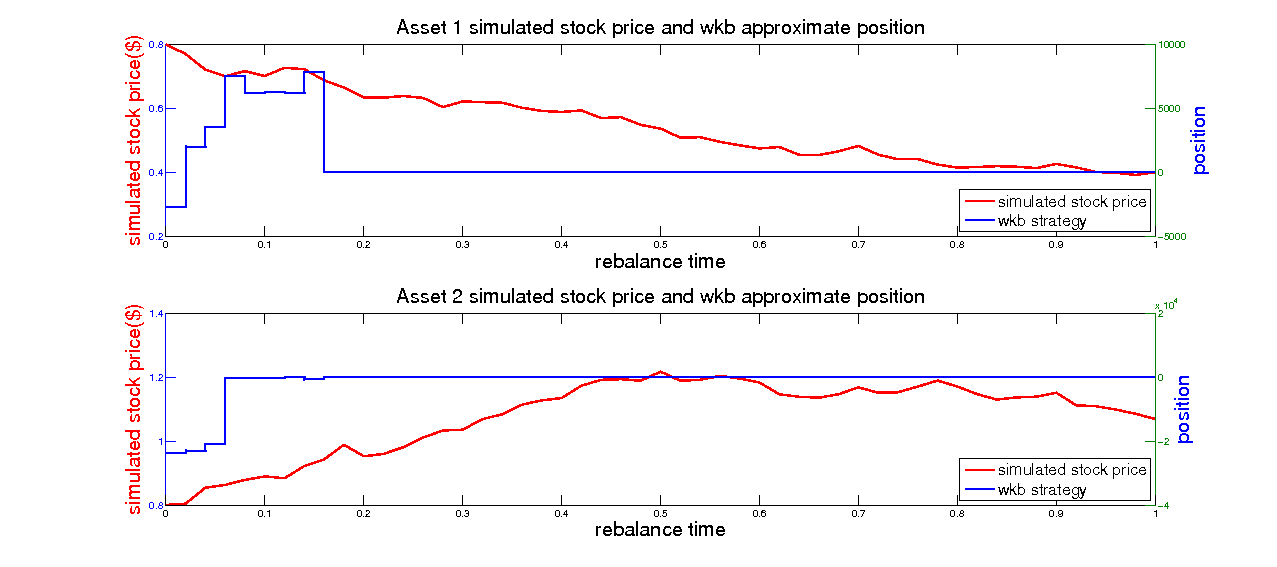 Asset 1 simulated stock price and wkb approximate position
simulated stock price($)
0.8
0.6
0.4
0.2
10000
5000
0
-5000
position
simulated stock price
wkb strategy
0 0.1 0.2 0.3 0.4 0.5 0.6 0.7 0.8 0.9 1
rebalance time
Asset 2 simulated stock price and wkb approximate position
simulated stock price($)
1.4
1.2
1
0.8
x 10^4
2
0
-2
-4
position
simulated stock price
wkb strategy
0 0.1 0.2 0.3 0.4 0.5 0.6 0.7 0.8 0.9 1
rebalance time